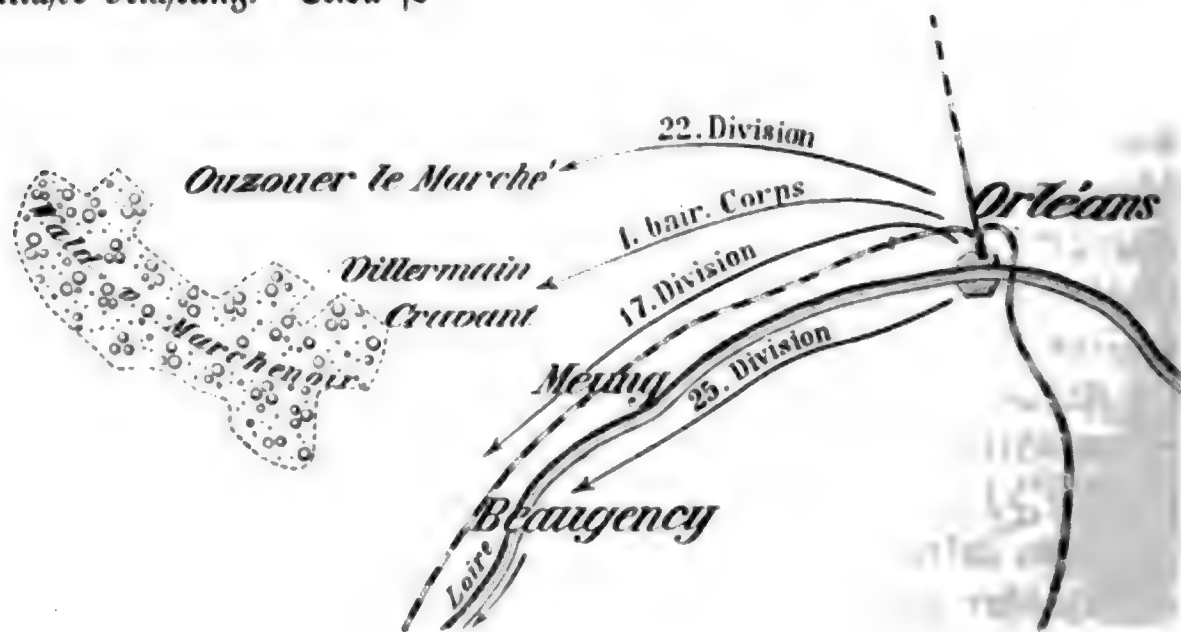 22. Division
Ouzouer le Marché
Orléans
1. bair. Corps
Wald v. Marchenoir
Dillermain
17. Division
Cravant
Meung
25. Division
Beaugency
Loire